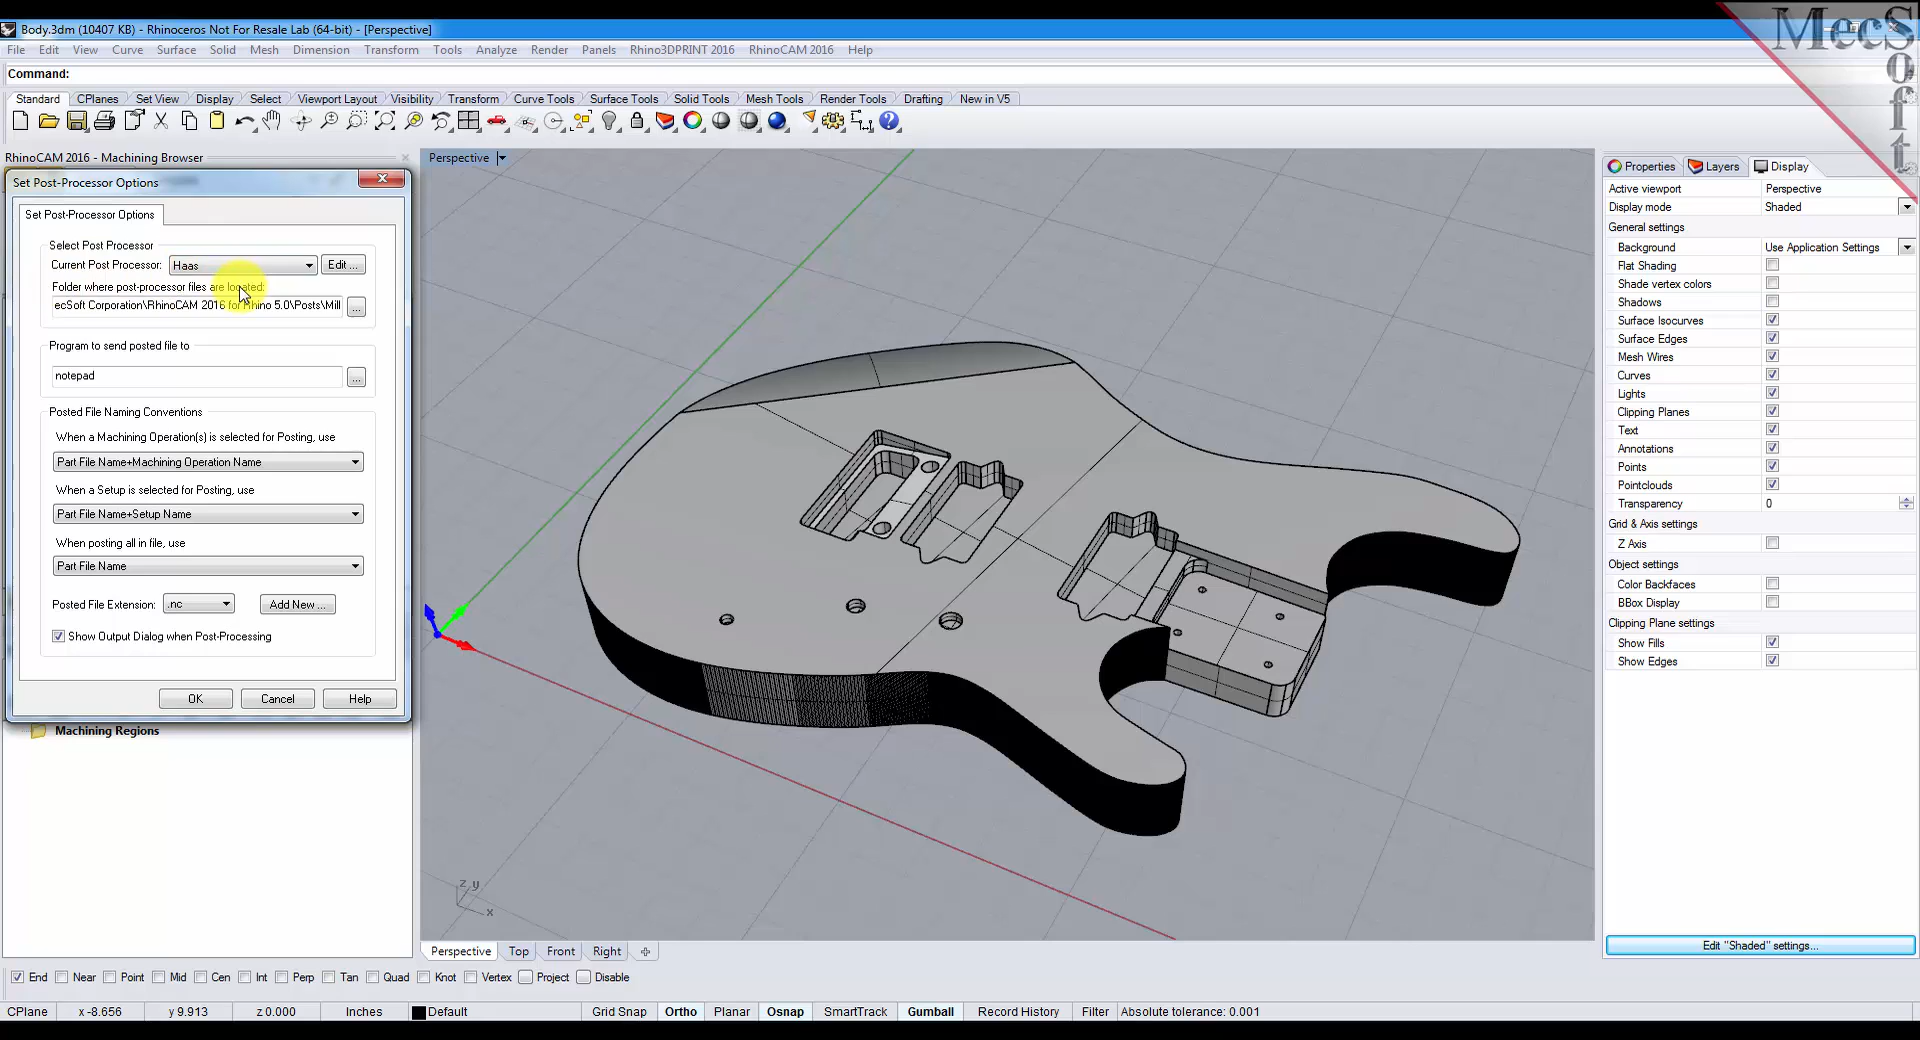 Body.3dm (10407 KB) - Rhinoceros Not For Resale Lab (64-bit) - [Perspective]
MecSoft
File Edit View Curve Surface Solid Mesh Dimension Transform Tools Analyze Render Panels Rhino3DPRINT 2016 RhinoCAM 2016 Help
Command:
Standard CPlanes Set View Display Select Viewport Layout Visibility Transform Curve Tools Surface Tools Solid Tools Mesh Tools Render Tools Drafting New in V5
RhinoCAM 2016 - Machining Browser
Set Post-Processor Options
Set Post-Processor Options
Select Post Processor
Current Post Processor: Haas Edit ...
Folder where post-processor files are located:
ecSoft Corporation\RhinoCAM 2016 for Rhino 5.0\Posts\Mill ...
Program to send posted file to
notepad ...
Posted File Naming Conventions
When a Machining Operation(s) is selected for Posting, use
Part File Name+Machining Operation Name
When a Setup is selected for Posting, use
Part File Name+Setup Name
When posting all in file, use
Part File Name
Posted File Extension: .nc Add New ...
Show Output Dialog when Post-Processing
OK Cancel Help
Machining Regions
Perspective
z y
x
Properties Layers Display
Active viewport Perspective
Display mode Shaded
General settings
Background Use Application Settings
Flat Shading
Shade vertex colors
Shadows
Surface Isocurves
Surface Edges
Mesh Wires
Curves
Lights
Clipping Planes
Text
Annotations
Points
Pointclouds
Transparency 0
Grid & Axis settings
Z Axis
Object settings
Color Backfaces
BBox Display
Clipping Plane settings
Show Fills
Show Edges
Edit "Shaded" settings...
Perspective Top Front Right
End Near Point Mid Cen Int Perp Tan Quad Knot Vertex Project Disable
CPlane x -8.656 y 9.913 z 0.000 Inches Default Grid Snap Ortho Planar Osnap SmartTrack Gumball Record History Filter Absolute tolerance: 0.001